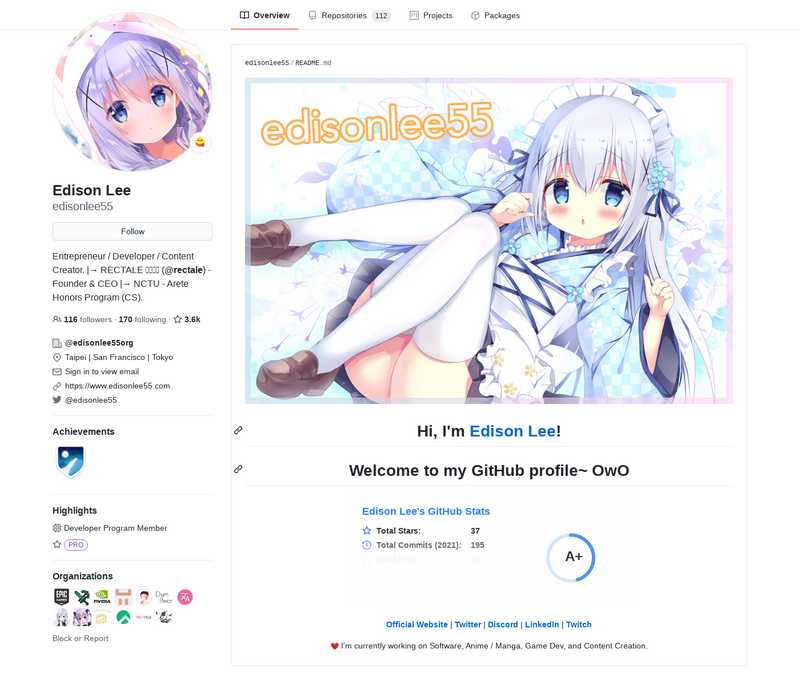 Overview
Repositories 112
Projects
Packages
edisonlee55 / README.md
edisonlee55
Edison Lee
edisonlee55
Follow
Entrepreneur / Developer / Content
Creator. |→ RECTALE (@rectale) -
Founder & CEO |→ NCTU - Arete
Honors Program (CS).
116 followers · 170 following · 3.6k
@edisonlee55org
Taipei | San Francisco | Tokyo
Sign in to view email
https://www.edisonlee55.com
@edisonlee55
Achievements
Highlights
Developer Program Member
PRO
Organizations
EPIC GAMES
NVIDIA
Block or Report
Hi, I'm Edison Lee!
Welcome to my GitHub profile~ OwO
Edison Lee's GitHub Stats
Total Stars: 37
Total Commits (2021): 195
A+
Official Website | Twitter | Discord | LinkedIn | Twitch
I'm currently working on Software, Anime / Manga, Game Dev, and Content Creation.